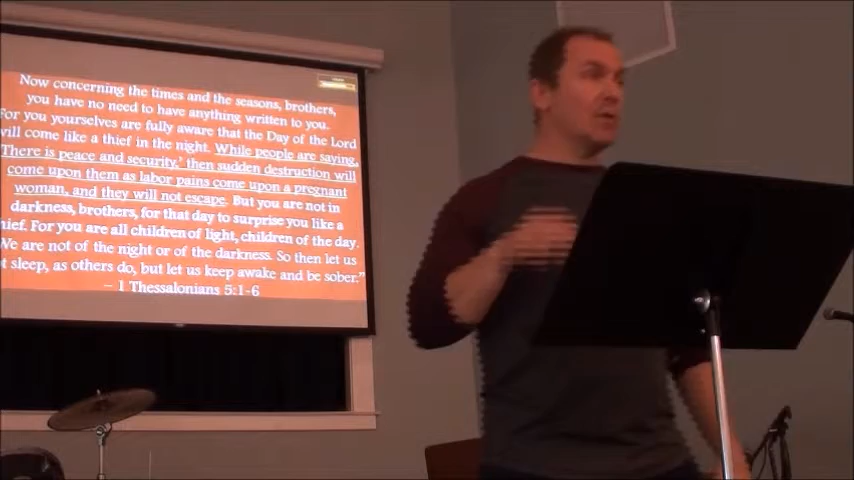 Now concerning the times and the seasons, brothers,
you have no need to have anything written to you.
For you yourselves are fully aware that the Day of the Lord
will come like a thief in the night. While people are saying,
There is peace and security,' then sudden destruction will
come upon them as labor pains come upon a pregnant
woman, and they will not escape. But you are not in
darkness, brothers, for that day to surprise you like a
thief. For you are all children of light, children of the day.
We are not of the night or of the darkness. So then let us
not sleep, as others do, but let us keep awake and be sober."
– 1 Thessalonians 5:1-6